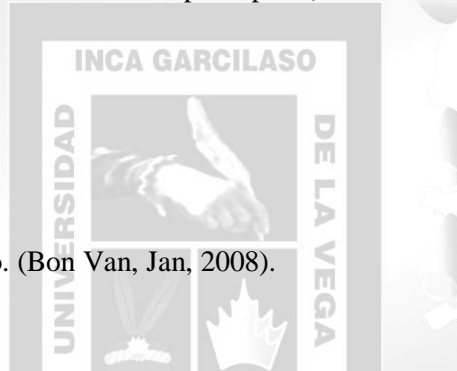 INCA GARCILASO
UNIVERSIDAD
DE LA VEGA
(Bon Van, Jan, 2008).